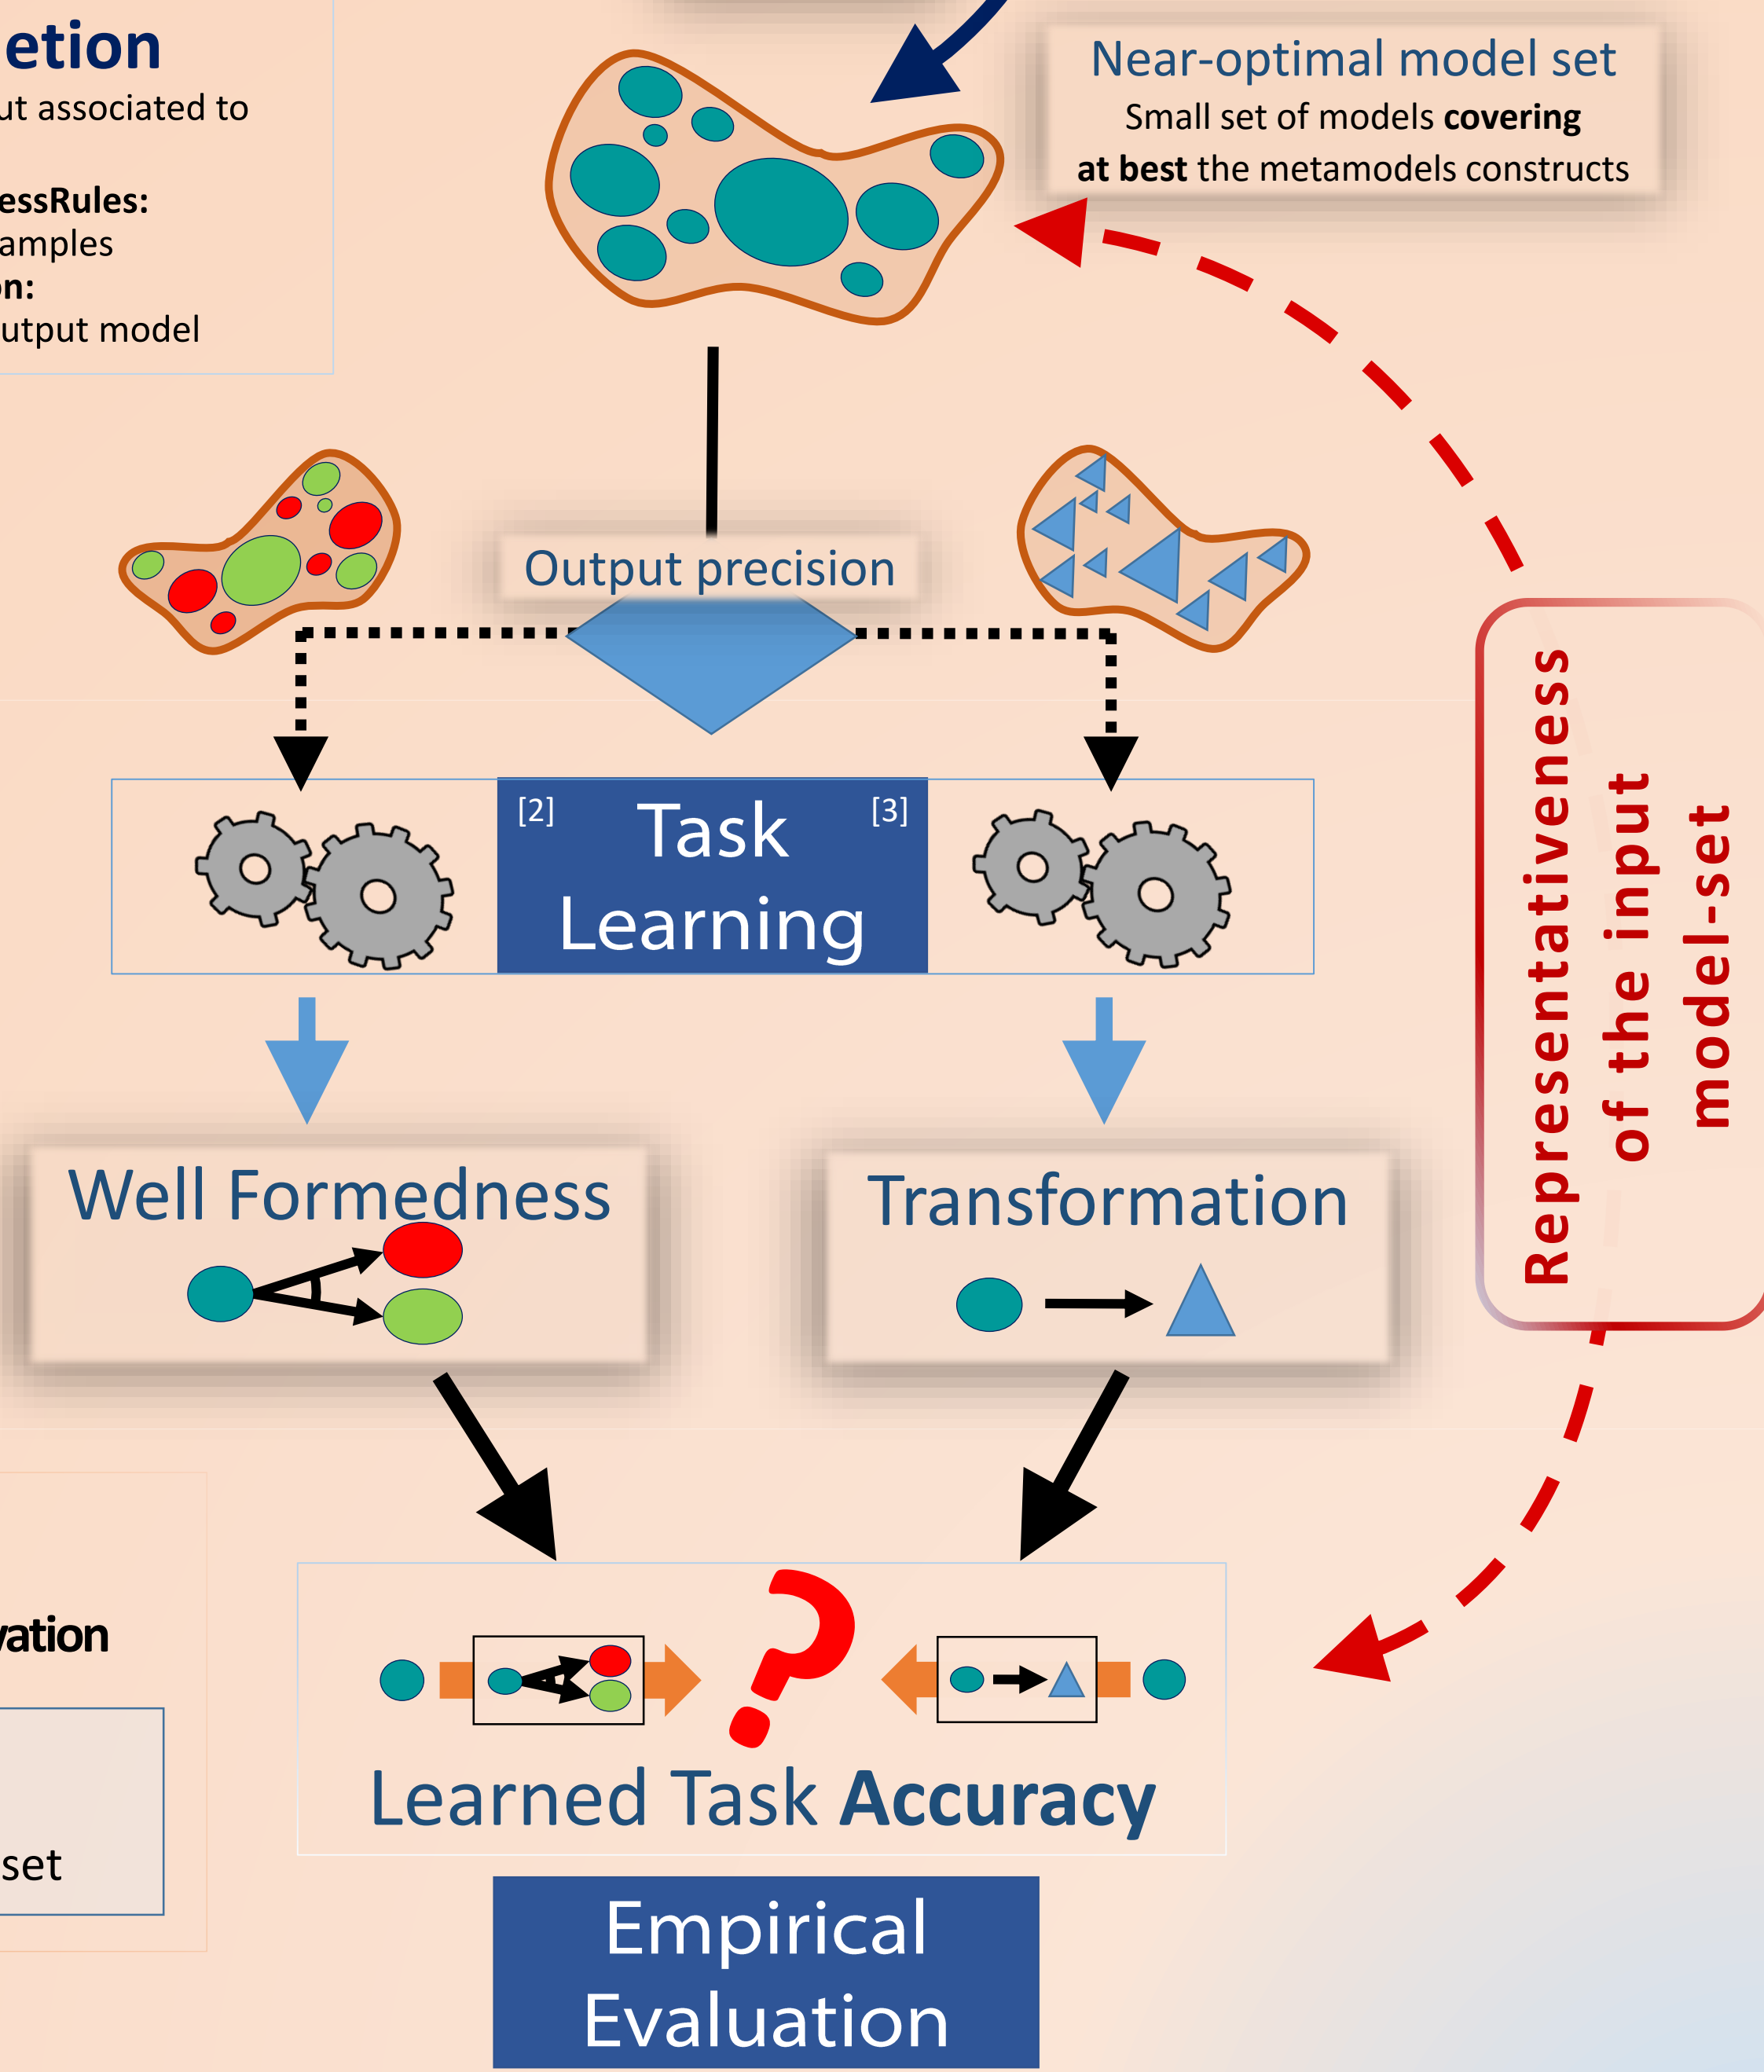 etion
ut associated to
essRules:
amples
on:
utput model
Near-optimal model set
Small set of models covering
at best the metamodels constructs
Output precision
[2] Task [3]
Learning
Representativeness
of the input
model-set
Well Formedness
Transformation
?
vation
set
Learned Task Accuracy
Empirical
Evaluation